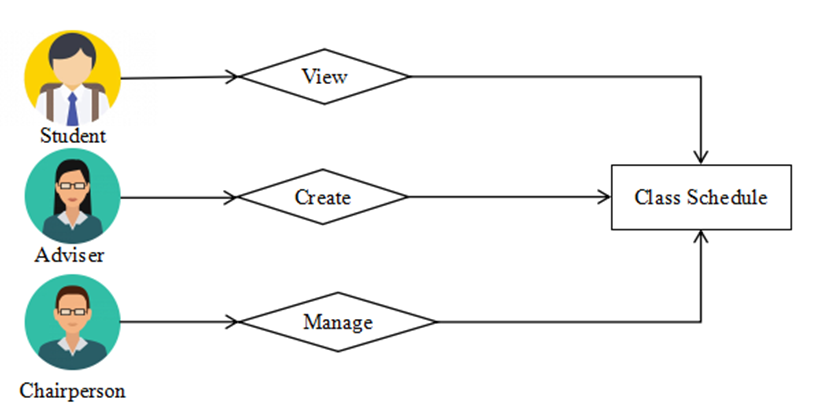 View
Student
Create
Class Schedule
Adviser
Manage
Chairperson